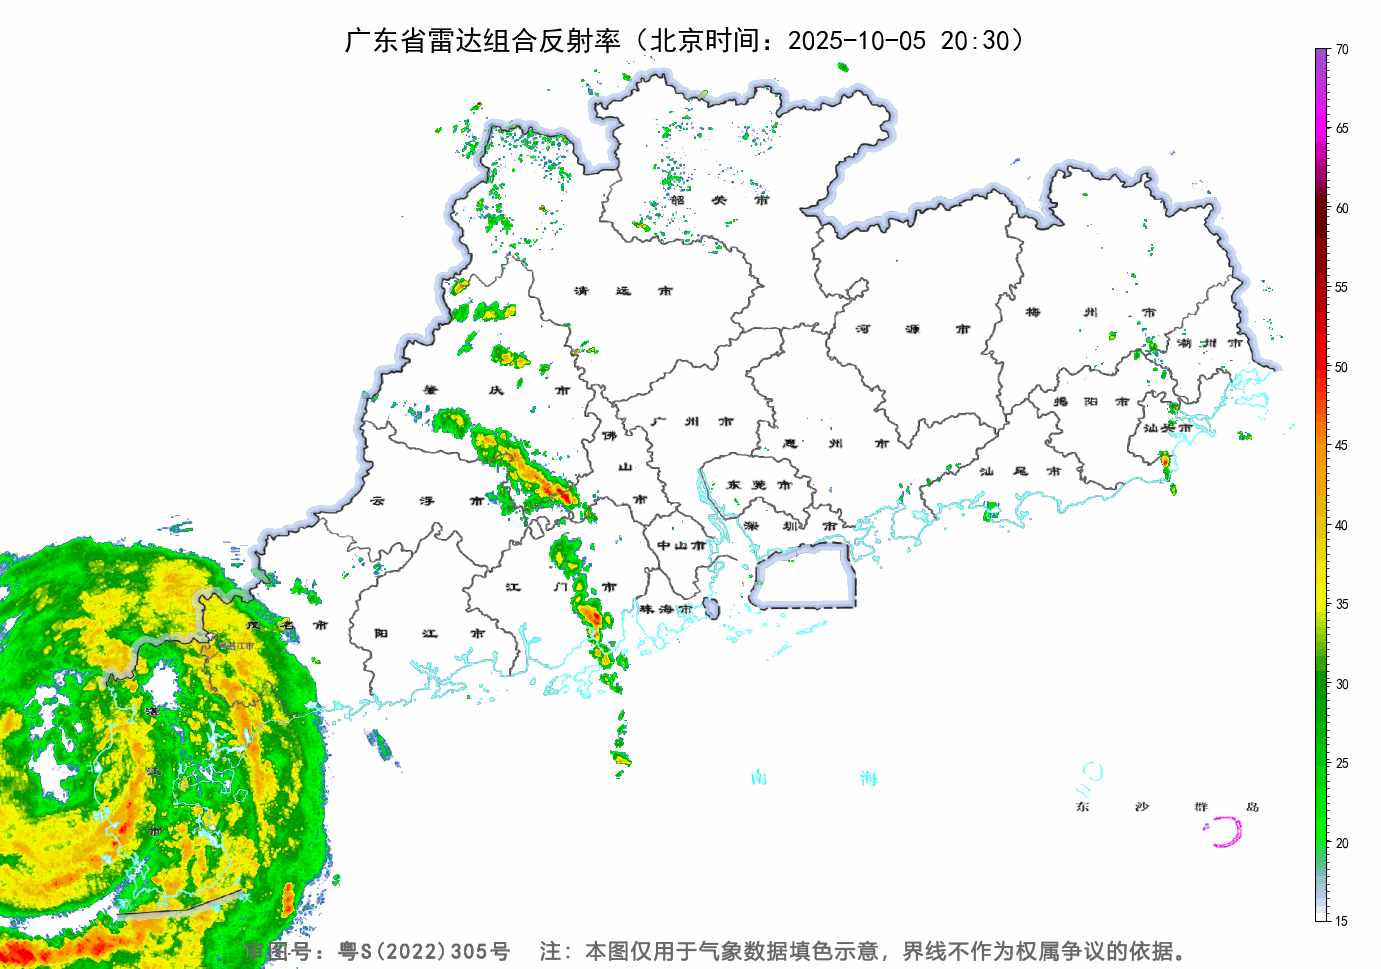 广东省雷达组合反射率（北京时间：2025-10-05 20:30）
70
65
60
55
50
45
40
35
30
25
20
15
韶关市
清远市
河源市
梅州市
潮州市
肇庆市
揭阳市
广州市
佛山市
惠州市
汕头市
云浮市
东莞市
汕尾市
深圳市
中山市
江门市
珠海市
茂名市
阳江市
湛江市
南海
东沙群岛
审图号：粤S(2022)305号 注：本图仅用于气象数据填色示意，界线不作为权属争议的依据。